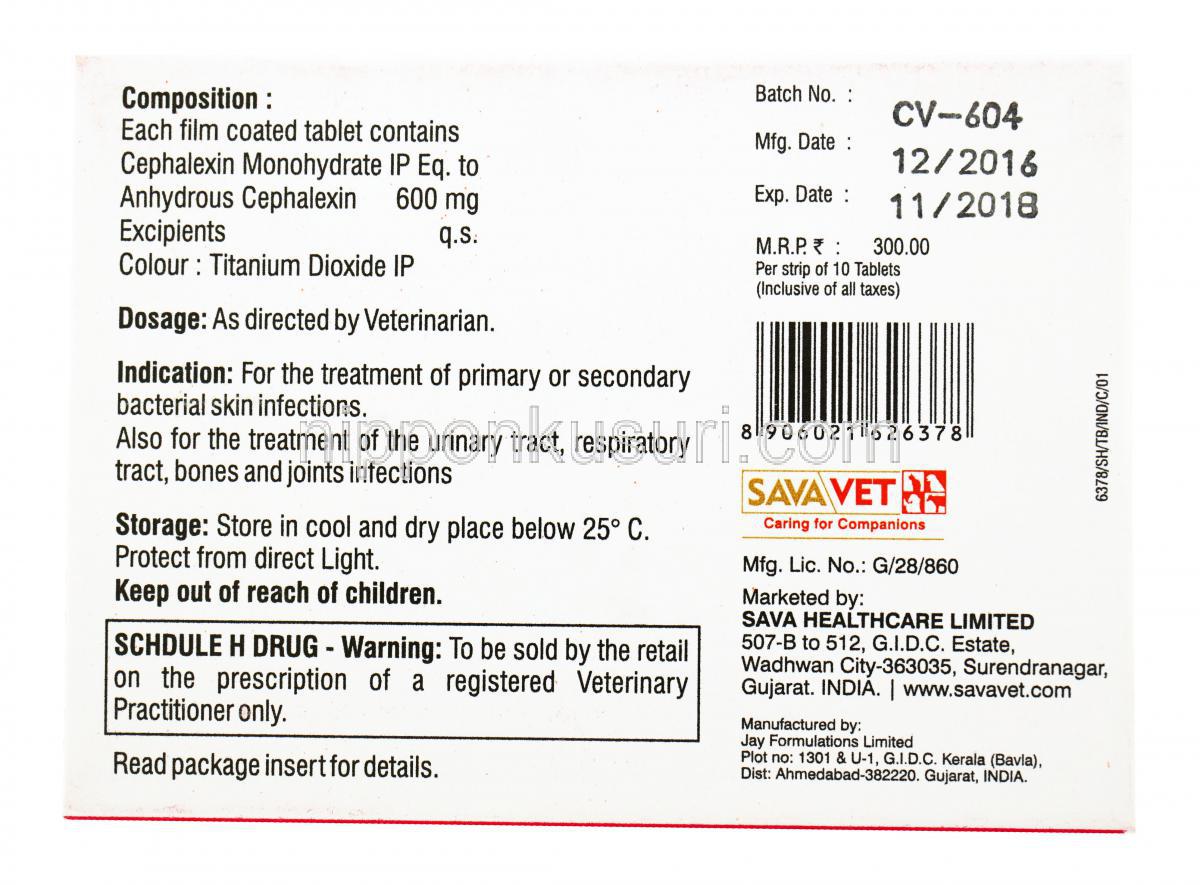 Composition :
Each film coated tablet contains
Cephalexin Monohydrate IP Eq. to
Anhydrous Cephalexin 600 mg
Excipients q.s.
Colour : Titanium Dioxide IP
Dosage: As directed by Veterinarian.
Indication: For the treatment of primary or secondary
bacterial skin infections.
Also for the treatment of the urinary tract, respiratory
tract, bones and joints infections
Storage: Store in cool and dry place below 25° C.
Protect from direct Light.
Keep out of reach of children.
SCHDULE H DRUG - Warning: To be sold by the retail
on the prescription of a registered Veterinary
Practitioner only.
Read package insert for details.
Batch No. : CV-604
Mfg. Date : 12/2016
Exp. Date : 11/2018
M.R.P. ₹ : 300.00
Per strip of 10 Tablets
(Inclusive of all taxes)
8 906021 626378
nipponkusuri.com
SAVAVET
Caring for Companions
Mfg. Lic. No.: G/28/860
Marketed by:
SAVA HEALTHCARE LIMITED
507-B to 512, G.I.D.C. Estate,
Wadhwan City-363035, Surendranagar,
Gujarat. INDIA. | www.savavet.com
Manufactured by:
Jay Formulations Limited
Plot no: 1301 & U-1, G.I.D.C. Kerala (Bavla),
Dist: Ahmedabad-382220. Gujarat, INDIA.
6378/SH/TB/IND/C/01